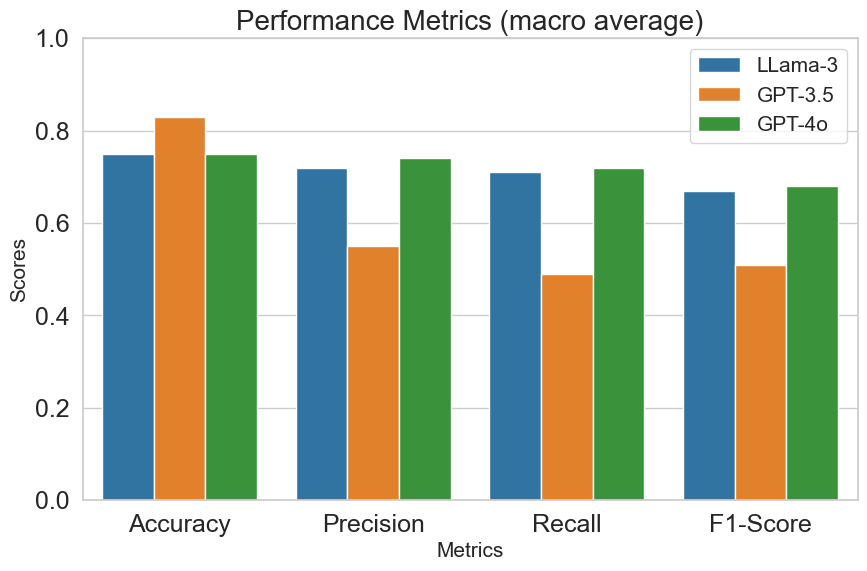 Performance Metrics (macro average)
1.0
0.8
0.6
0.4
0.2
0.0
Scores
LLama-3
GPT-3.5
GPT-4o
Accuracy
Precision
Recall
F1-Score
Metrics